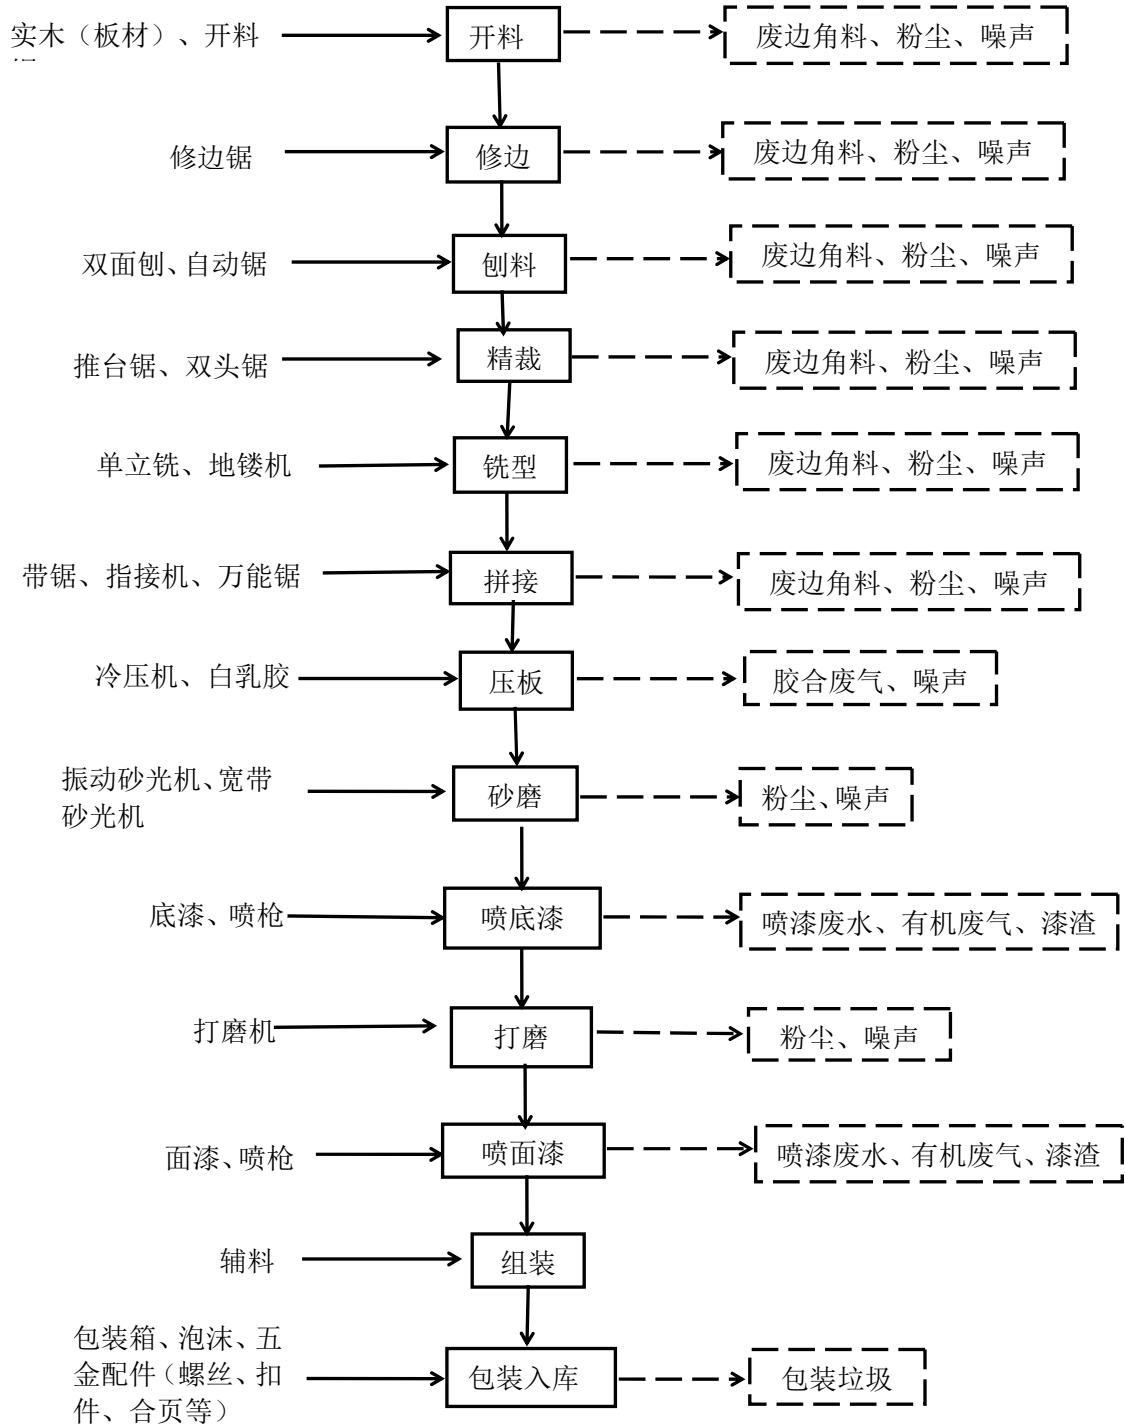 实木（板材）、开料
开料
废边角料、粉尘、噪声
修边锯
修边
废边角料、粉尘、噪声
双面刨、自动锯
刨料
废边角料、粉尘、噪声
推台锯、双头锯
精裁
废边角料、粉尘、噪声
单立铣、地镂机
铣型
废边角料、粉尘、噪声
带锯、指接机、万能锯
拼接
废边角料、粉尘、噪声
冷压机、白乳胶
压板
胶合废气、噪声
振动砂光机、宽带
砂光机
砂磨
粉尘、噪声
底漆、喷枪
喷底漆
喷漆废水、有机废气、漆渣
打磨机
打磨
粉尘、噪声
面漆、喷枪
喷面漆
喷漆废水、有机废气、漆渣
辅料
组装
包装箱、泡沫、五
金配件（螺丝、扣
件、合页等）
包装入库
包装垃圾